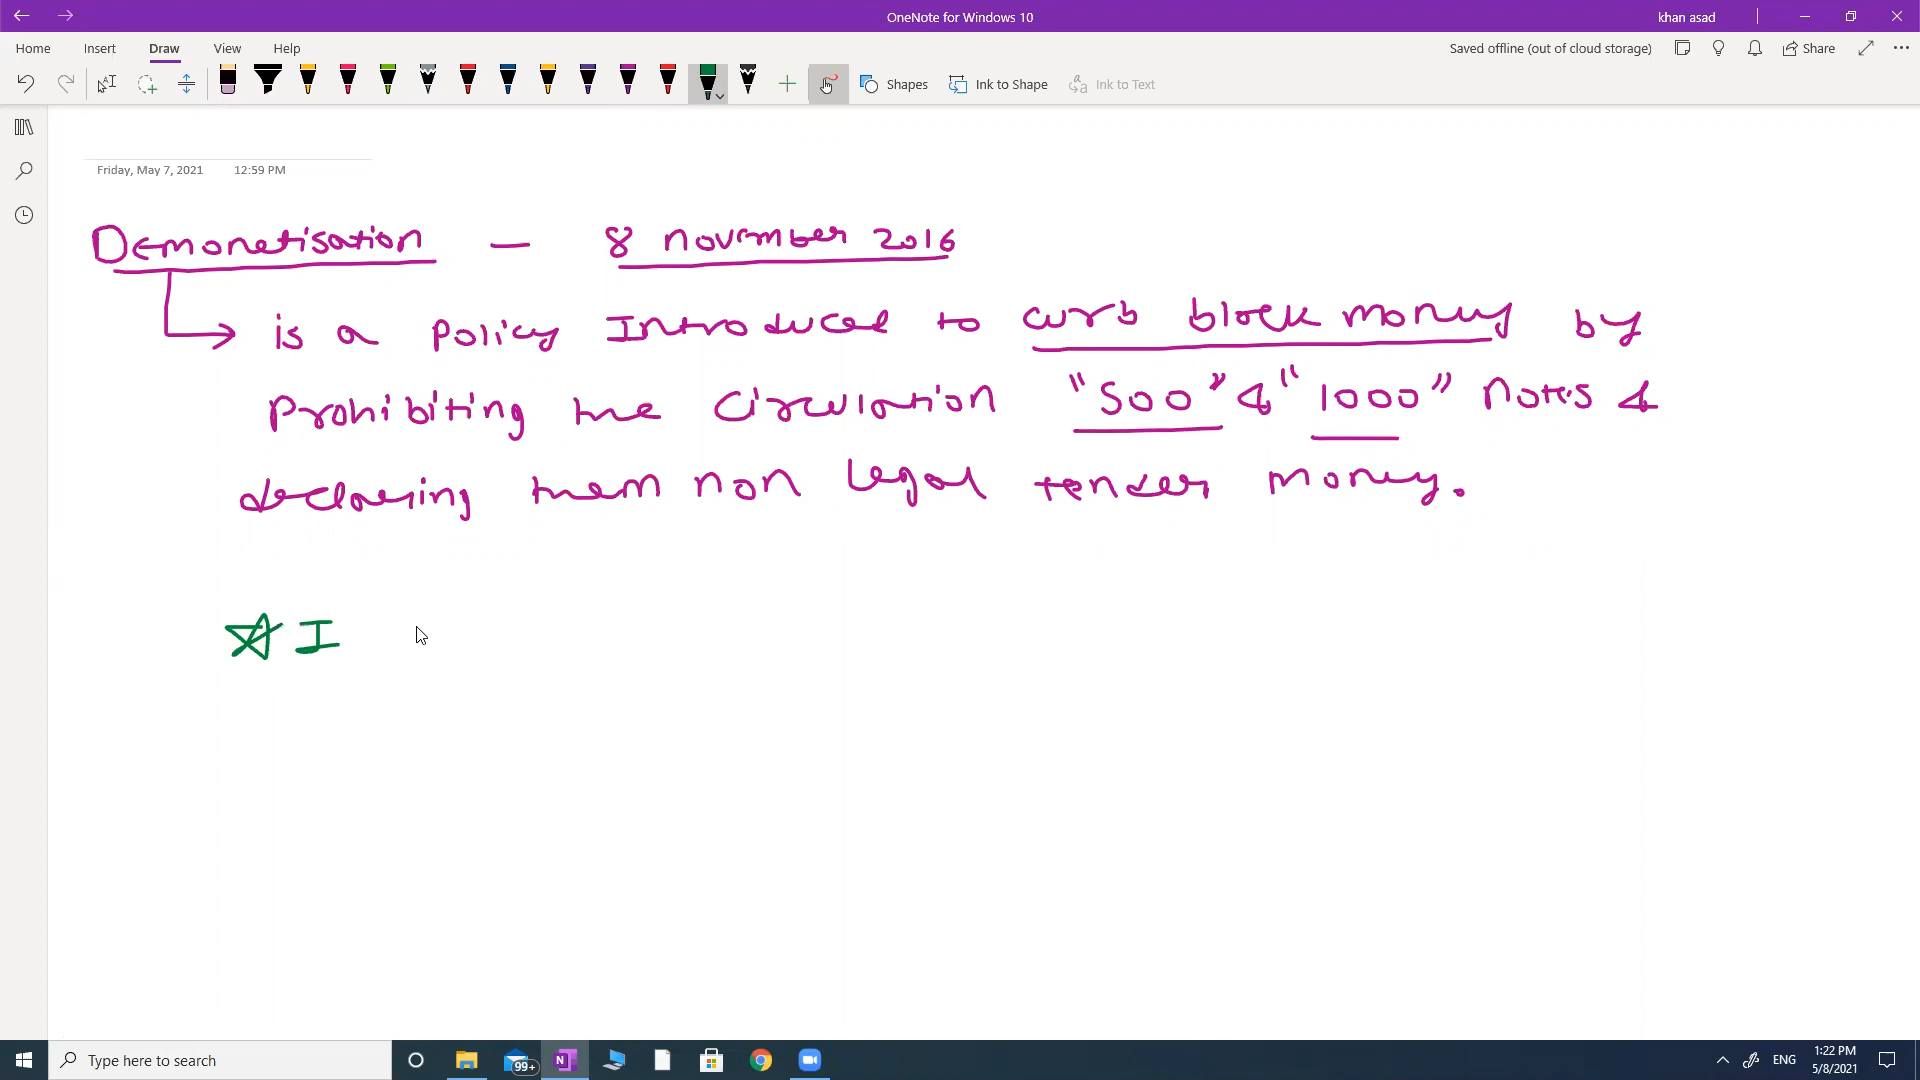 OneNote for Windows 10
khan asad
Home Insert Draw View Help
Saved offline (out of cloud storage)
Share
Shapes
Ink to Shape
Ink to Text
Friday, May 7, 2021 12:59 PM
Demonetisation — 8 november 2016
is a policy Introduced to curb black money by
prohibiting the circulation "500" & "1000" notes &
declaring them non legal tender money.
I
Type here to search
99+
N
ENG
1:22 PM
5/8/2021